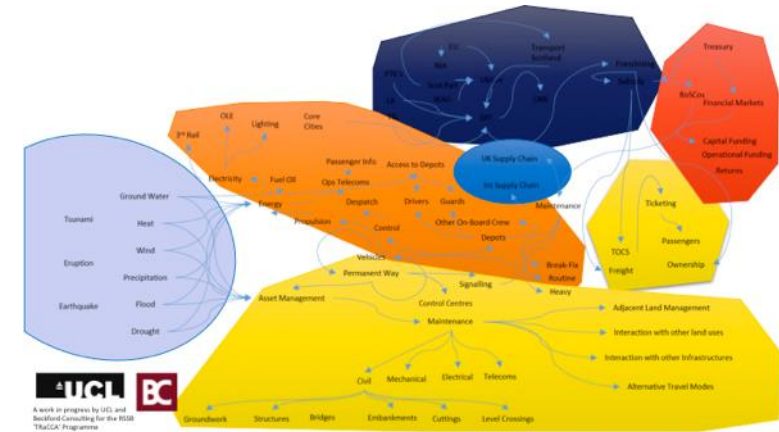 Treasury
EU
Transport
Scotland
Franchising
Subsidy
RoSCos
Financial Markets
Capital Funding
Operational Funding
Returns
OLE
Lighting
Core
Cities
3rd Rail
UK Supply Chain
Int Supply Chain
Passenger Info
Access to Depots
Electricity
Fuel Oil
Ops Telecoms
Ground Water
Energy
Despatch
Drivers
Guards
Maintenance
Ticketing
Tsunami
Heat
Propulsion
Control
Other On-Board Crew
Depots
Passengers
Wind
Vehicles
TOCS
Eruption
Permanent Way
Break-Fix
Ownership
Precipitation
Signalling
Routine
Freight
Heavy
Earthquake
Flood
Asset Management
Control Centres
Adjacent Land Management
Drought
Maintenance
Interaction with other land uses
Interaction with other Infrastructures
Civil
Mechanical
Electrical
Telecoms
Alternative Travel Modes
UCL
BC
A work in progress by UCL and
Beckford Consulting for the RSSB
'TRaCCA' Programme
Groundwork
Structures
Bridges
Embankments
Cuttings
Level Crossings